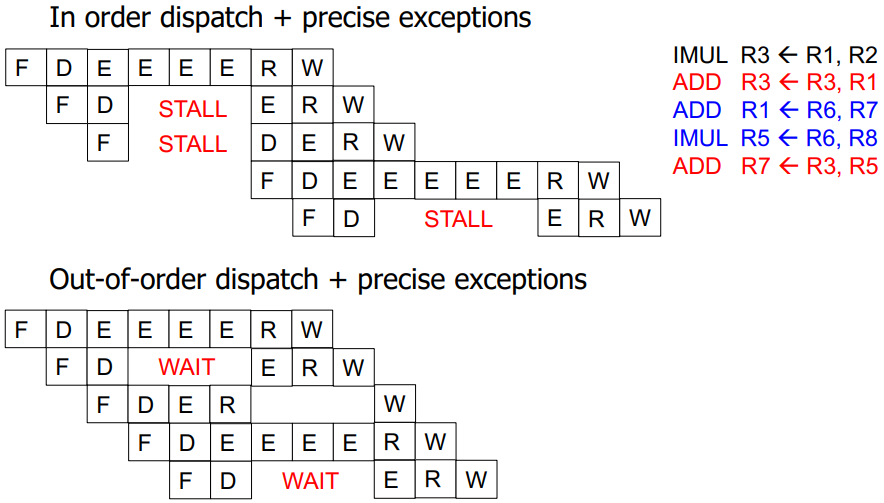 In order dispatch + precise exceptions
F D E E E E R W
F D STALL E R W
F STALL D E R W
F D E E E E E R W
F D STALL E R W
IMUL R3 ← R1, R2
ADD R3 ← R3, R1
ADD R1 ← R6, R7
IMUL R5 ← R6, R8
ADD R7 ← R3, R5
Out-of-order dispatch + precise exceptions
F D E E E E R W
F D WAIT E R W
F D E R W
F D E E E E R W
F D WAIT E R W